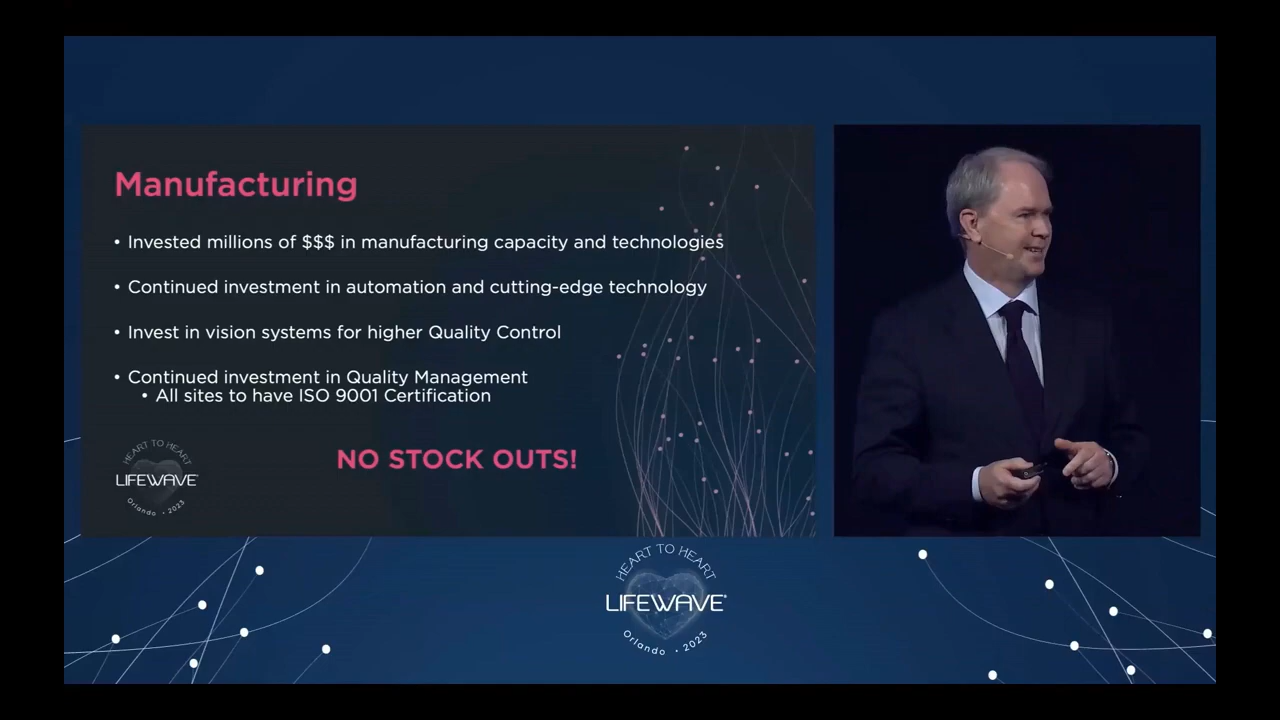 Manufacturing
• Invested millions of $$$ in manufacturing capacity and technologies
• Continued investment in automation and cutting-edge technology
• Invest in vision systems for higher Quality Control
• Continued investment in Quality Management
• All sites to have ISO 9001 Certification
NO STOCK OUTS!
HEART TO HEART
LIFEWAVE
Orlando • 2023
HEART TO HEART
LIFEWAVE®
Orlando • 2023